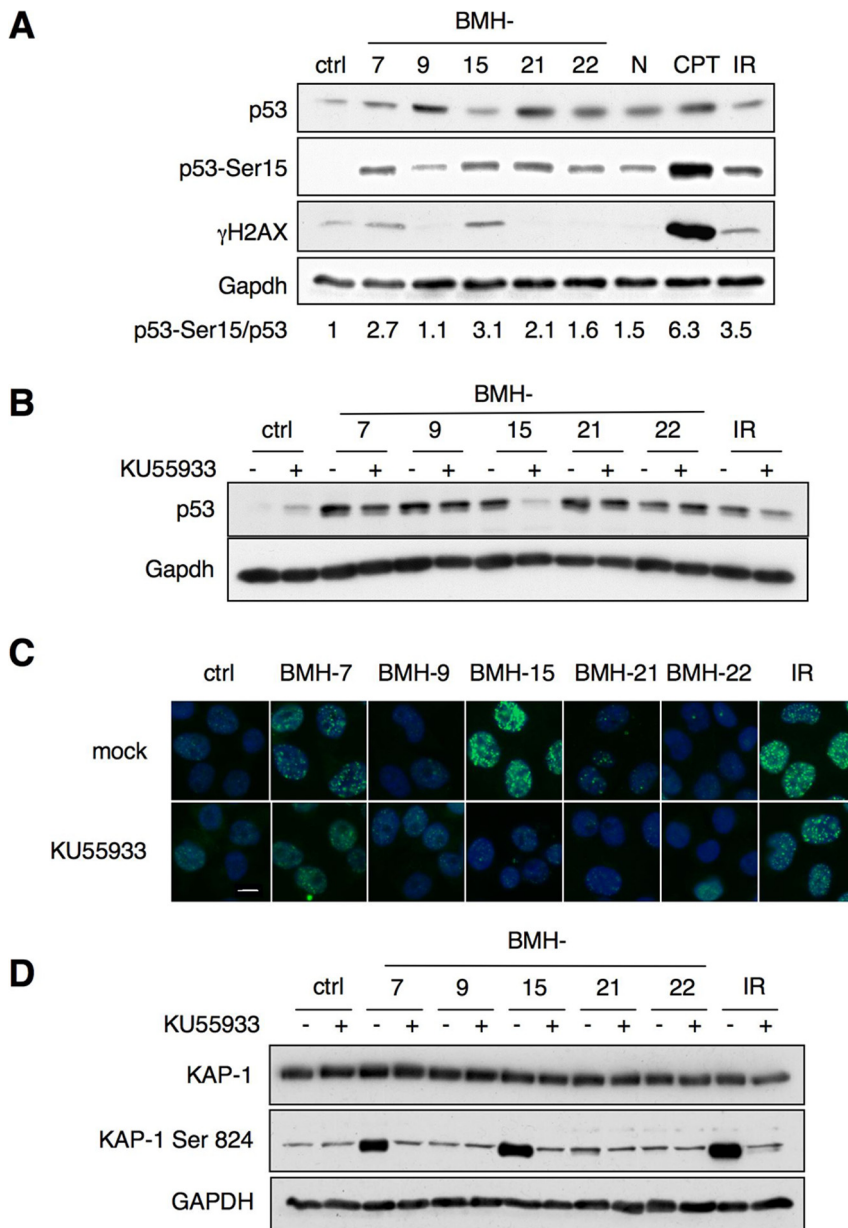 A
BMH-
ctrl 7 9 15 21 22 N CPT IR
p53
p53-Ser15
γH2AX
Gapdh
p53-Ser15/p53 1 2.7 1.1 3.1 2.1 1.6 1.5 6.3 3.5
B
BMH-
ctrl 7 9 15 21 22 IR
KU55933 - + - + - + - + - + - + - +
p53
Gapdh
C
ctrl BMH-7 BMH-9 BMH-15 BMH-21 BMH-22 IR
mock
KU55933
BMH-
D
ctrl 7 9 15 21 22 IR
KU55933 - + - + - + - + - + - + - +
KAP-1
KAP-1 Ser 824
GAPDH